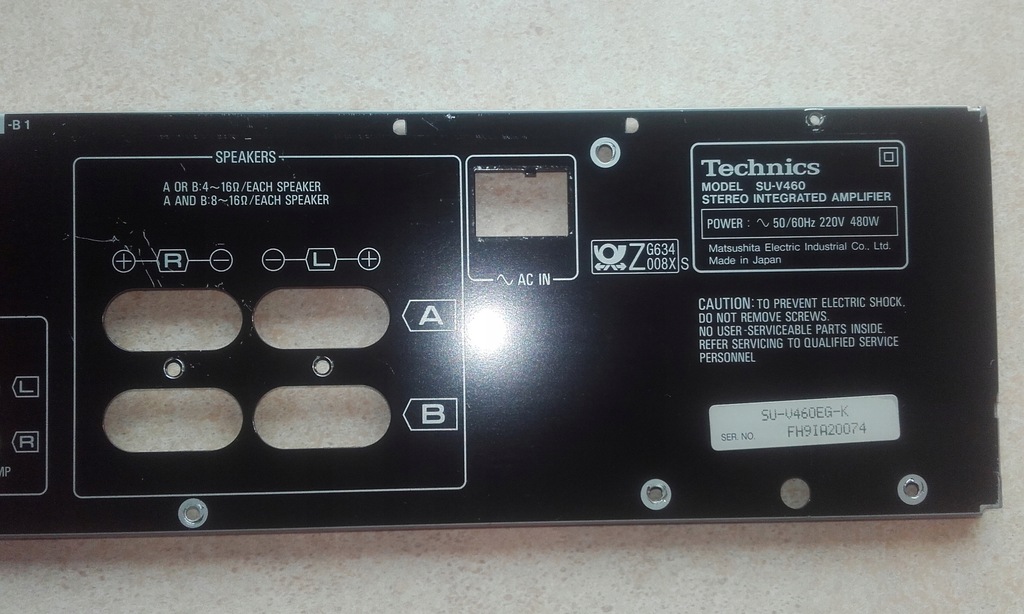 -B 1
SPEAKERS
A OR B:4~16Ω/EACH SPEAKER
A AND B:8~16Ω/EACH SPEAKER
+ R − − L +
A
B
L
R
MP
∿ AC IN
Z G634
008X S
Technics
MODEL SU-V460
STEREO INTEGRATED AMPLIFIER
POWER : ∿ 50/60Hz 220V 480W
Matsushita Electric Industrial Co., Ltd.
Made in Japan
CAUTION: TO PREVENT ELECTRIC SHOCK.
DO NOT REMOVE SCREWS.
NO USER-SERVICEABLE PARTS INSIDE.
REFER SERVICING TO QUALIFIED SERVICE
PERSONNEL
SU-V460EG-K
SER. NO. FH9IA20074